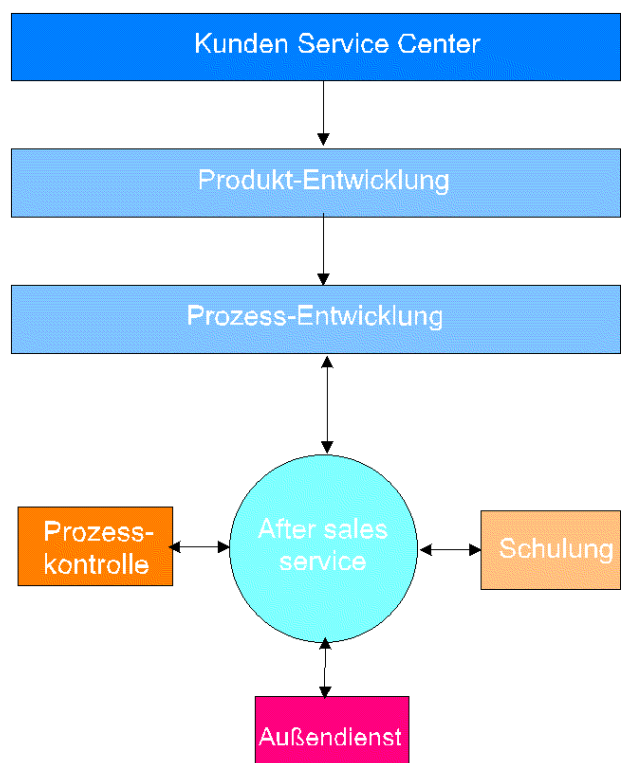 Kunden Service Center
Produkt-Entwicklung
Prozess-Entwicklung
Prozess-
kontrolle
After sales
service
Schulung
Außendienst